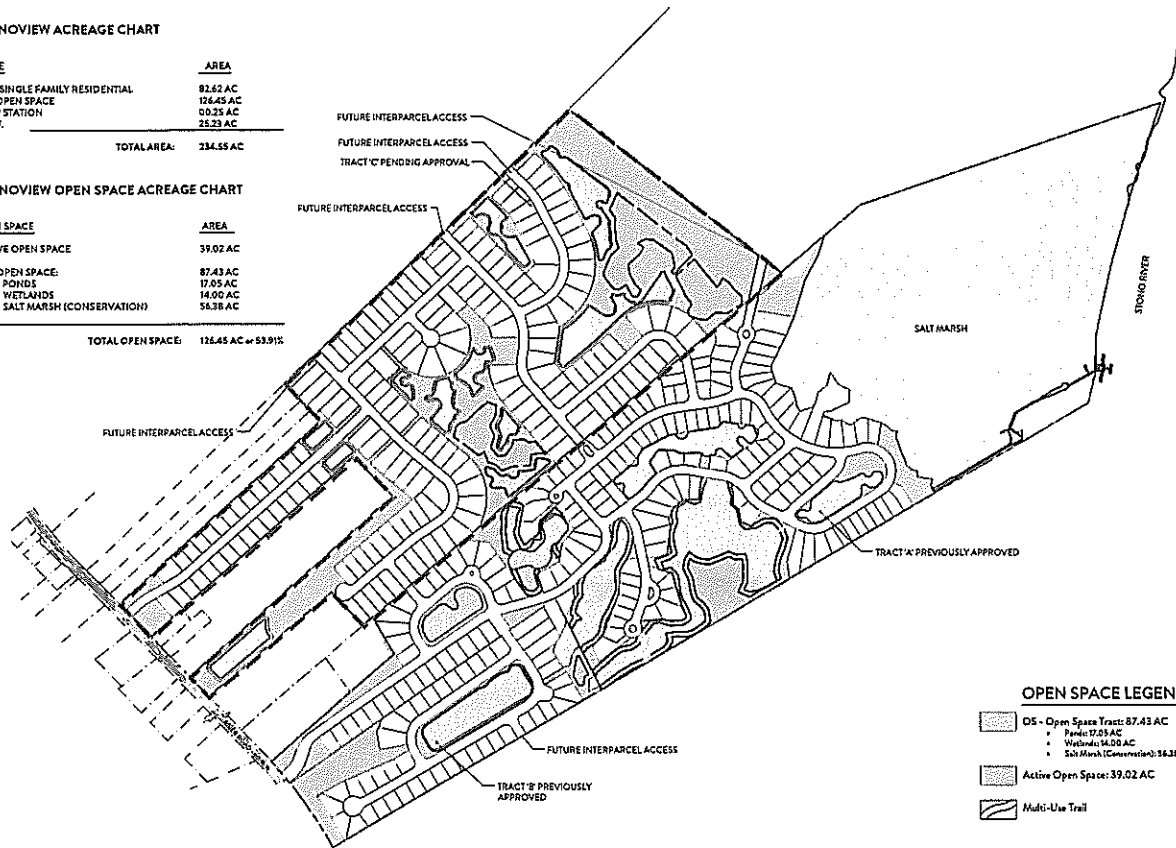 NOVIEW ACREAGE CHART
AREA
SINGLE FAMILY RESIDENTIAL 82.62 AC
OPEN SPACE 126.45 AC
STATION 00.25 AC
25.23 AC
TOTAL AREA: 234.55 AC
NOVIEW OPEN SPACE ACREAGE CHART
SPACE AREA
VE OPEN SPACE 39.02 AC
OPEN SPACE: 87.43 AC
PONDS 17.05 AC
WETLANDS 14.00 AC
SALT MARSH (CONSERVATION) 56.38 AC
TOTAL OPEN SPACE: 126.45 AC or 53.91%
FUTURE INTERPARCEL ACCESS
FUTURE INTERPARCEL ACCESS
TRACT 'C' PENDING APPROVAL
FUTURE INTERPARCEL ACCESS
FUTURE INTERPARCEL ACCESS
SALT MARSH
STONO RIVER
TRACT 'A' PREVIOUSLY APPROVED
FUTURE INTERPARCEL ACCESS
TRACT 'B' PREVIOUSLY
APPROVED
OPEN SPACE LEGEN
OS - Open Space Tract: 87.43 AC
• Ponds: 17.05 AC
• Wetlands: 14.00 AC
• Salt Marsh (Conservation): 56.38
Active Open Space: 39.02 AC
Multi-Use Trail